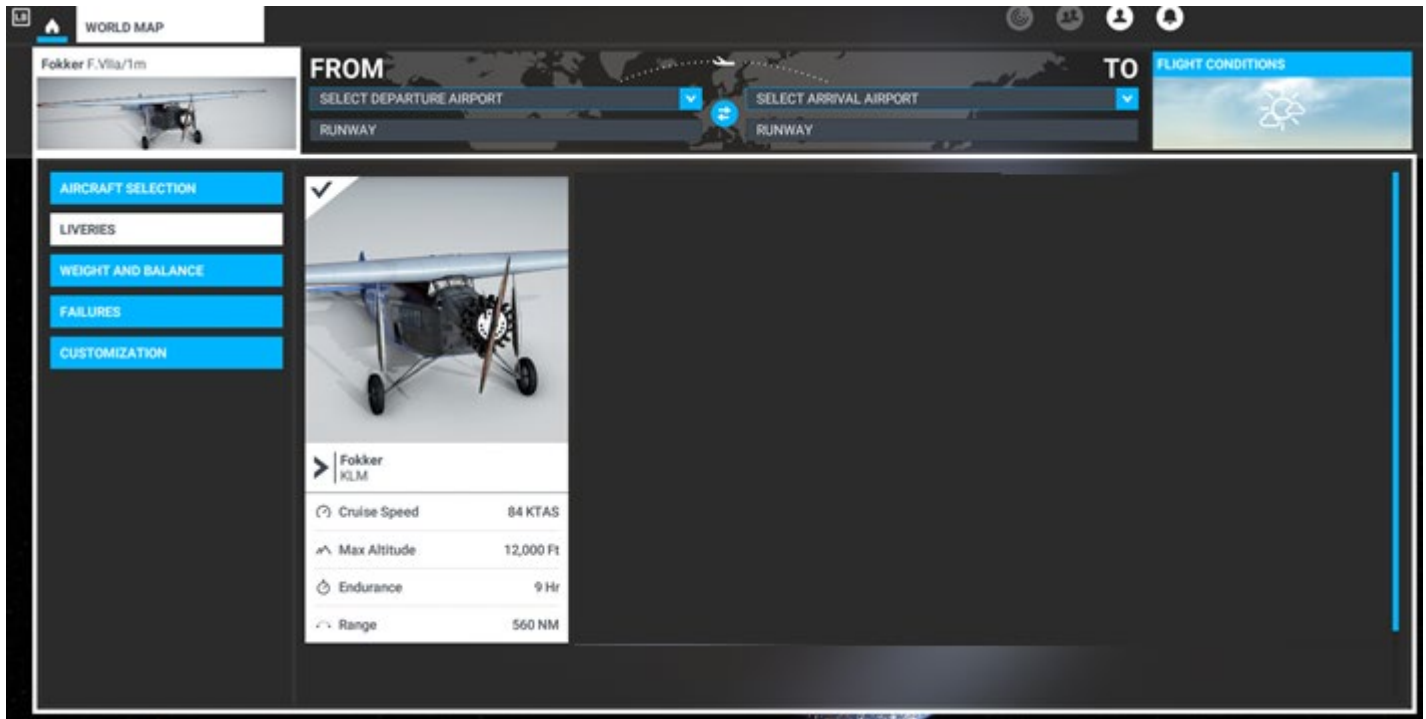 LB
WORLD MAP
Fokker F.VIIa/1m
FROM
TO
SELECT DEPARTURE AIRPORT
SELECT ARRIVAL AIRPORT
RUNWAY
RUNWAY
FLIGHT CONDITIONS
AIRCRAFT SELECTION
LIVERIES
WEIGHT AND BALANCE
FAILURES
CUSTOMIZATION
Fokker
KLM
Cruise Speed 84 KTAS
Max Altitude 12,000 Ft
Endurance 9 Hr
Range 560 NM